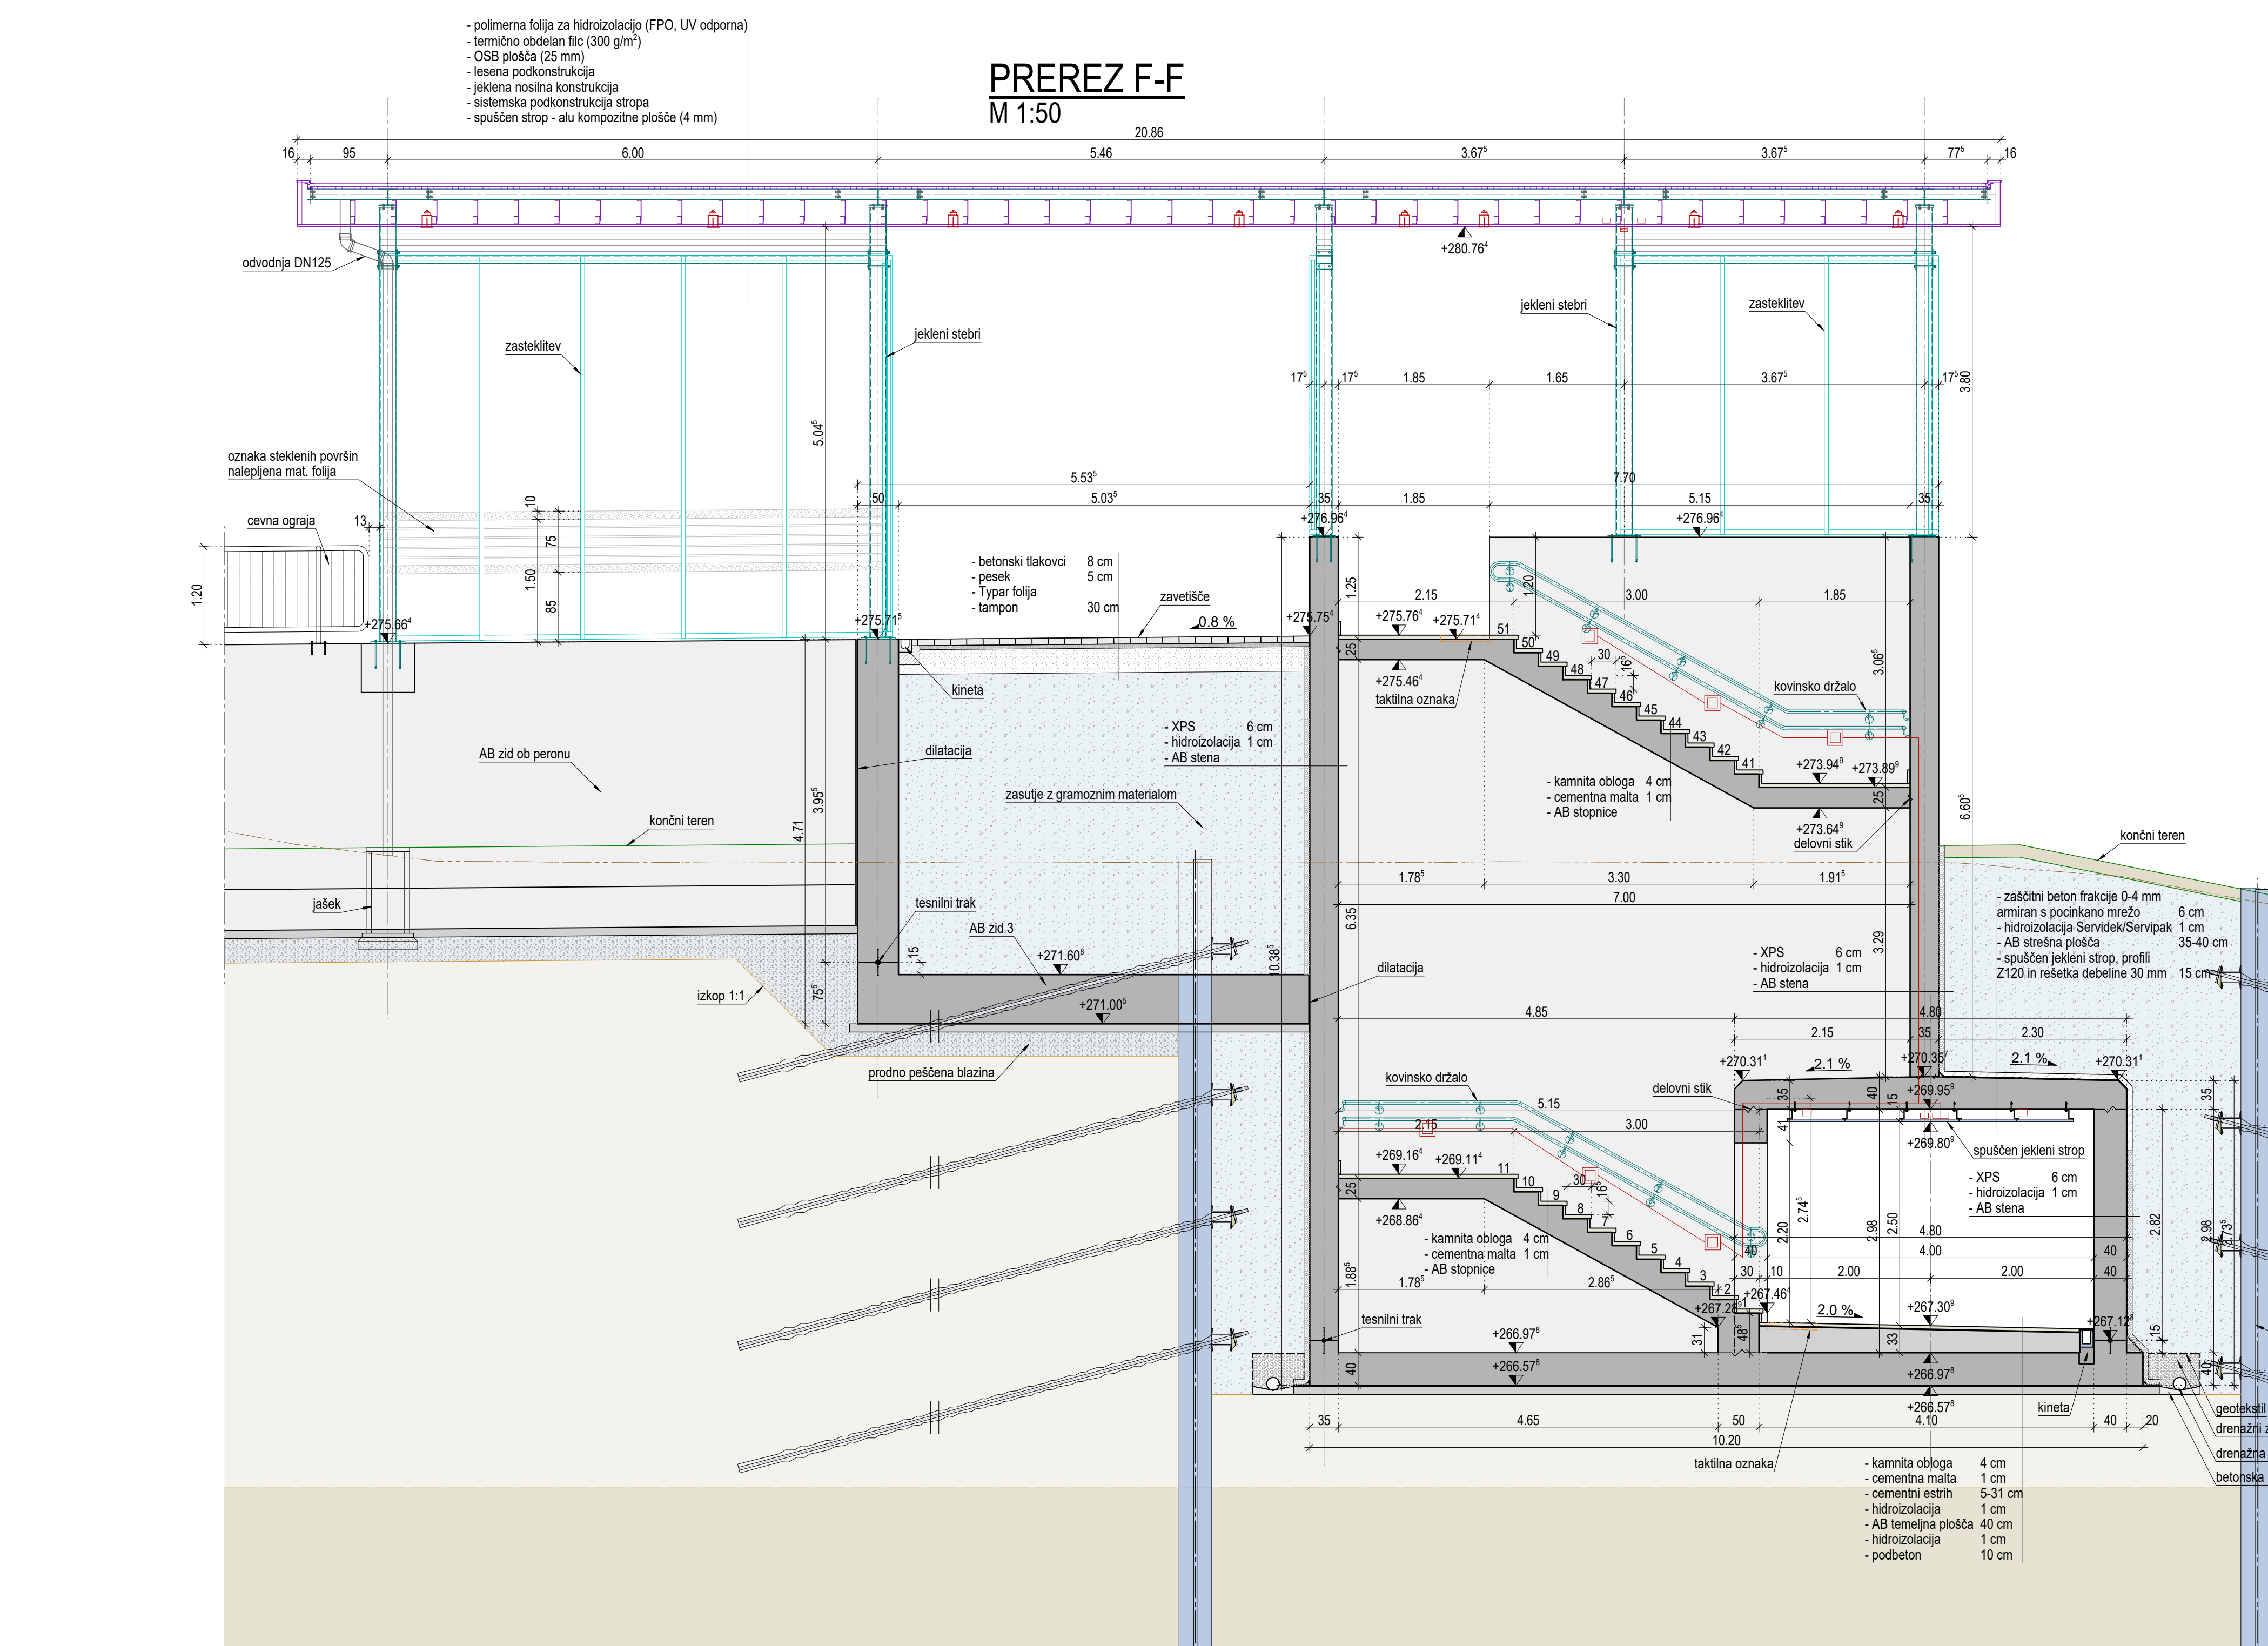 - polimerna folija za hidroizolacijo (FPO, UV odporna)
- termično obdelan filc (300 g/m²)
- OSB plošča (25 mm)
- lesena podkonstrukcija
- jeklena nosilna konstrukcija
- sistemska podkonstrukcija stropa
- spuščen strop - alu kompozitne plošče (4 mm)
PREREZ F-F
M 1:50
20.86
16 95 6.00 5.46 3.67⁵ 3.67⁵ 77⁵ 16
+280.76⁴
odvodnja DN125
jekleni stebri
zasteklitev
jekleni stebri
zasteklitev
17⁵ 17⁵ 1.85 1.65 3.67⁵ 17⁵
3.80
5.04⁵
oznaka steklenih površin
nalepljena mat. folija
5.53⁵ 7.70
50 5.03⁵ 35 1.85 5.15 35
cevna ograja
13
10
75
1.50
85
1.20
+276.96⁴ +276.96⁴
- betonski tlakovci 8 cm
- pesek 5 cm
- Typar folija
- tampon 30 cm
zavetišče
0.8 %
1.25
1.20
2.15 3.00 1.85
+275.66⁴
+275.71⁵
+275.75⁴
+275.76⁴
+275.71⁴
25
+275.46⁴
taktilna oznaka
51
50
49
48
47
46
45
44
43
42
41
30
16⁵
3.06⁵
kovinsko držalo
kineta
- XPS 6 cm
- hidroizolacija 1 cm
- AB stena
AB zid ob peronu
dilatacija
zasutje z gramoznim materialom
+273.94⁹
+273.89⁹
25
+273.64⁹
delovni stik
- kamnita obloga 4 cm
- cementna malta 1 cm
- AB stopnice
6.60⁵
3.95⁵
4.71
končni teren
končni teren
1.78⁵ 3.30 1.91⁵
7.00
jašek
tesnilni trak
AB zid 3
15
+271.60⁸
6.35
10.38⁵
3.29
- zaščitni beton frakcije 0-4 mm
armiran s pocinkano mrežo 6 cm
- hidroizolacija Servidek/Servipak 1 cm
- AB strešna plošča 35-40 cm
- spuščen jekleni strop, profili
Z120 in rešetka debeline 30 mm 15 cm
- XPS 6 cm
- hidroizolacija 1 cm
- AB stena
dilatacija
izkop 1:1
75⁵
+271.00⁵
4.85 4.80
2.15 35 2.30
prodno peščena blazina
+270.31¹
2.1 %
+270.35⁷
2.1 %
+270.31¹
kovinsko držalo
delovni stik
35
40
15
+269.95⁹
35
5.15
2.15 3.00
41
+269.80⁹
spuščen jekleni strop
+269.16⁴
+269.11⁴
25
+268.86⁴
11
10
9
8
7
6
5
4
3
2
1
30
16⁵
- XPS 6 cm
- hidroizolacija 1 cm
- AB stena
- kamnita obloga 4 cm
- cementna malta 1 cm
- AB stopnice
2.20
2.74⁵
2.98
2.50
2.82
2.98
3.73⁵
4.80
40 4.00 40
30 10 2.00 2.00 40
1.88⁵
1.78⁵ 2.86⁵
tesnilni trak
+267.28⁹
+267.46⁴
2.0 %
+267.30⁹
+267.12⁸
31
48⁵
33
15
+266.97⁸
+266.57⁸
40
+266.97⁸
+266.57⁸
40
kineta
35 4.65 50 4.10 40 20
10.20
taktilna oznaka
geotekstil
drenažni
drenažna
betonska
- kamnita obloga 4 cm
- cementna malta 1 cm
- cementni estrih 5-31 cm
- hidroizolacija 1 cm
- AB temeljna plošča 40 cm
- hidroizolacija 1 cm
- podbeton 10 cm